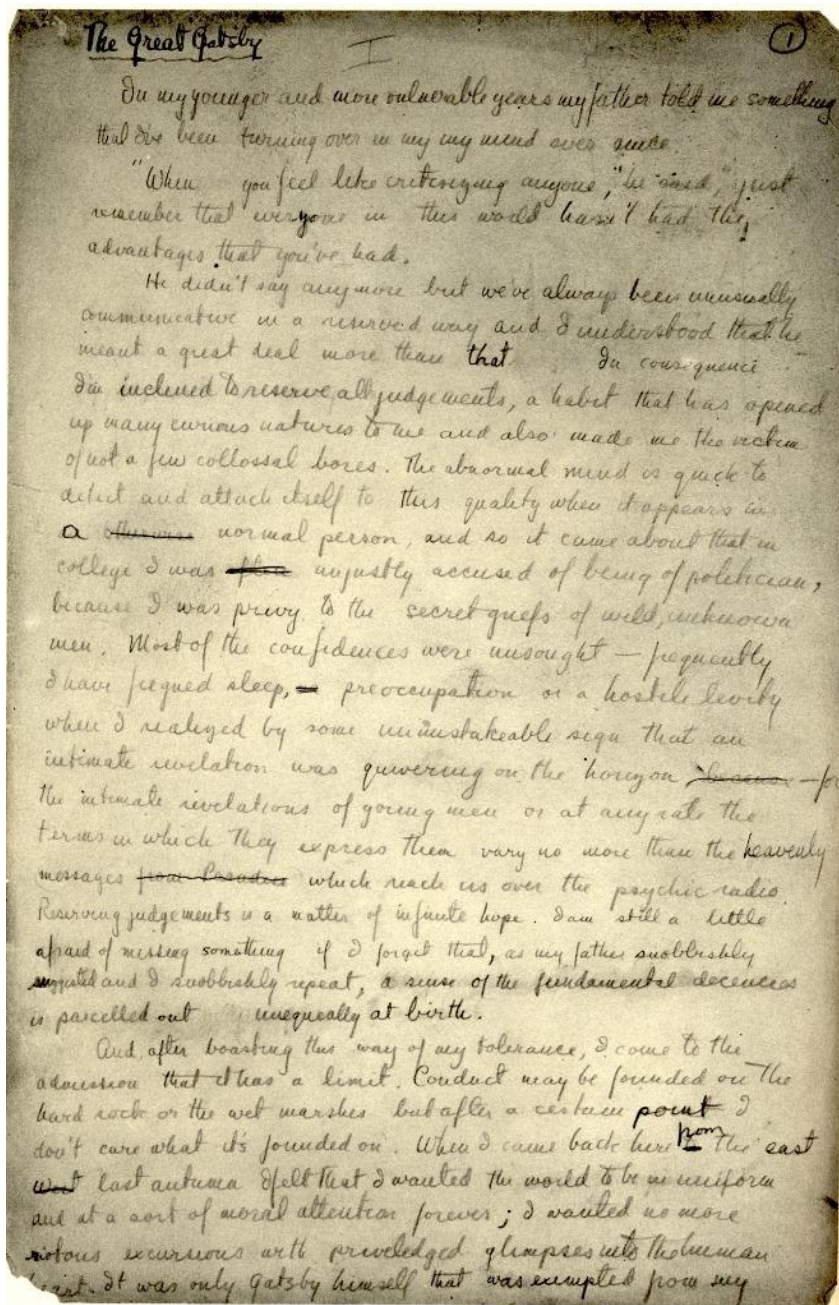 The Great Gatsby
I
1
In my younger and more vulnerable years my father told me something
that I've been turning over in my my mind ever since.
"When you feel like critisizing anyone," he said, "just
remember that everyone in this world hasn't had the
advantages that you've had.
He didn't say anymore but we've always been unusually
communicative in a reserved way and I understood that he
meant a great deal more than that In consequence
I'm inclined to reserve all judgements, a habit that has opened
up many curious natures to me and also made me the victim
of not a few collossal bores. The abnormal mind is quick to
detect and attach itself to this quality when it appears in
a otherwise normal person, and so it came about that in
college I was often unjustly accused of being of politician,
because I was privy to the secret griefs of wild, unknown
men. Most of the confidences were unsought — frequently
I have fiegned sleep, preoccupation or a hostile levity
when I realized by some unmistakeable sign that an
intimate revelation was quivering on the horizon — for
the intimate revelations of young men or at any rate the
terms in which they express them vary no more than the heavenly
messages from Paradise which reach us over the psychic radio.
Reserving judgements is a matter of infinite hope. I am still a little
afraid of missing something if I forget that, as my father snobbishly
suggested and I snobbishly repeat, a sense of the fundamental decencies
is parcelled out unequally at birth.
And, after boasting this way of my tolerance, I come to the
admission that it has a limit. Conduct may be founded on the
hard rock or the wet marshes but after a certain point I
don't care what it's founded on. When I came back here from the east
west last autumn I felt that I wanted the world to be in uniform
and at a sort of moral attention forever; I wanted no more
riotous excursions with priviledged glimpses into the human
heart. It was only Gatsby himself that was exempted from my